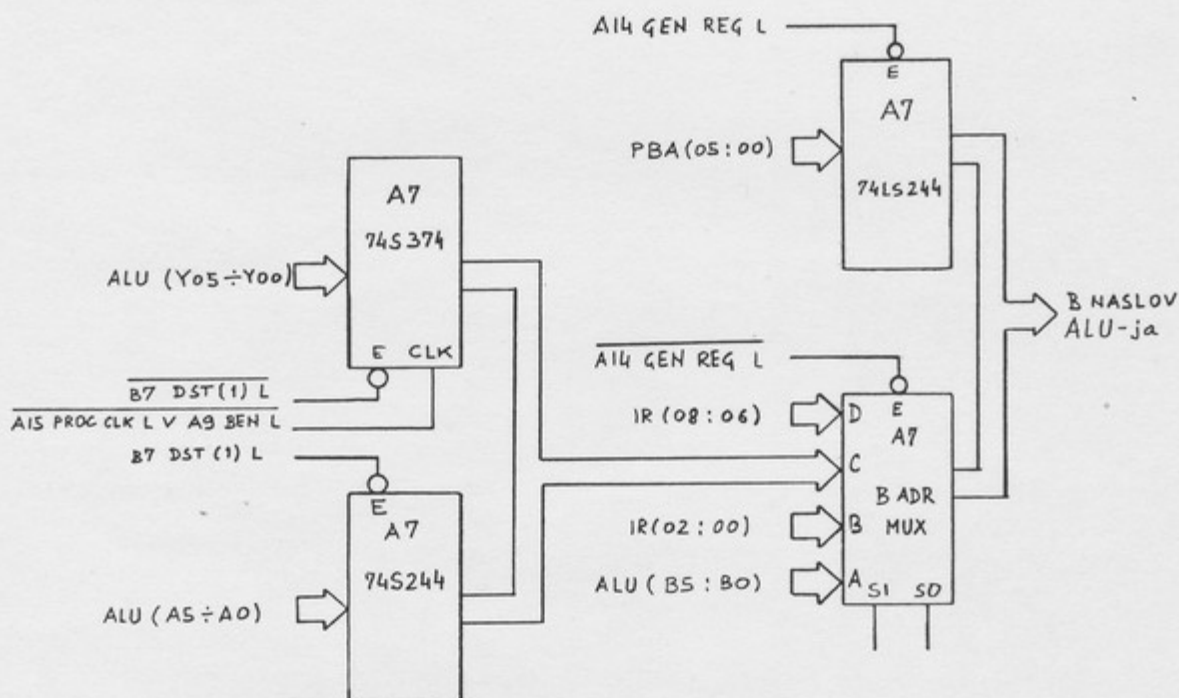 A14 GEN REG L
E
A7
74LS244
PBA(05:00)
A7
74S374
ALU (Y05÷Y00)
E CLK
B7 DST(1) L
A15 PROC CLK L V A9 BEN L
B7 DST(1) L
E
A7
74S244
ALU (A5÷A0)
B NASLOV
ALU-ja
A14 GEN REG L
IR(08:06)
D
E
A7
C
B ADR
MUX
IR(02:00)
B
ALU (B5:B0)
A
S1 S0